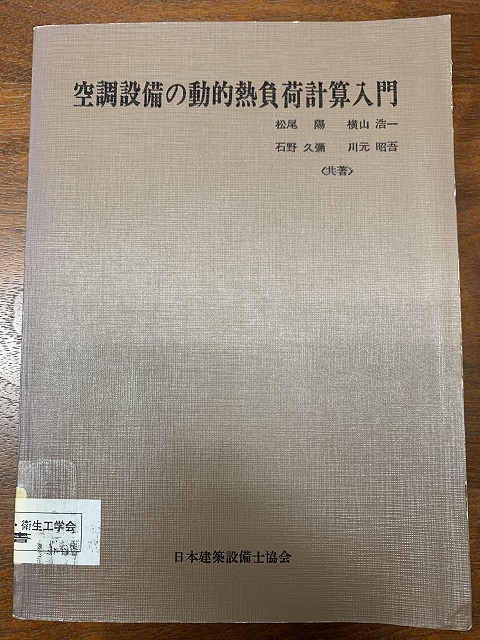 空調設備の動的熱負荷計算入門
松尾 陽 横山 浩一
石野 久彌 川元 昭吾
〈共著〉
・衛生工学会
書
日本建築設備士協会